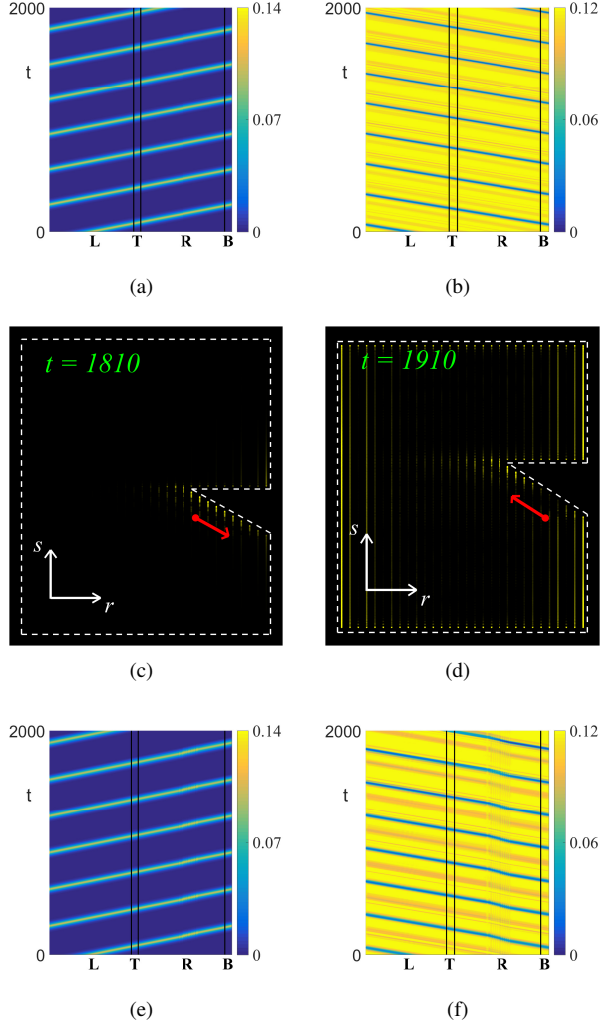 2000 0.14 2000 0.12
t 0.07 t 0.06
0 0 0 0
L T R B L T R B
(a) (b)
t = 1810 t = 1910
s r s r
(c) (d)
2000 0.14 2000 0.12
t 0.07 t 0.06
0 0 0 0
L T R B L T R B
(e) (f)